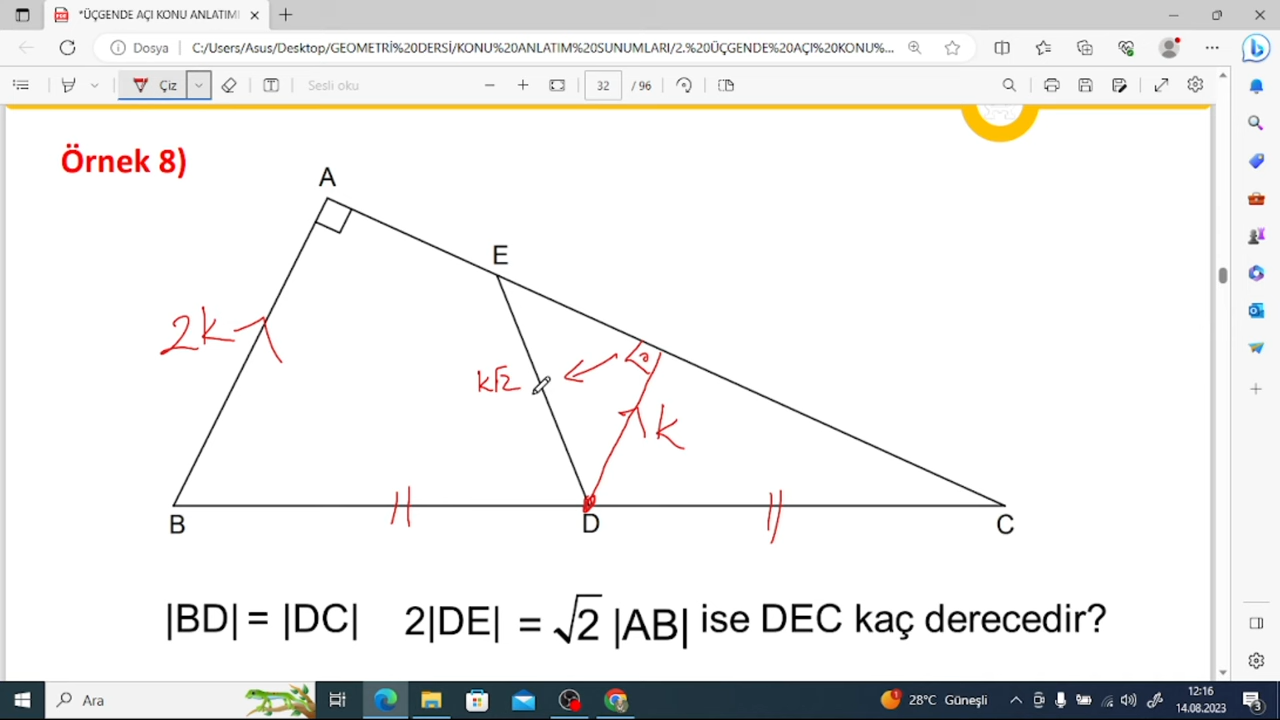 *ÜÇGENDE AÇI KONU ANLATIMI
Dosya C:/Users/Asus/Desktop/GEOMETRİ%20DERSİ/KONU%20ANLATIM%20SUNUMLARI/2.%20ÜÇGENDE%20AÇI%20KONU%...
Çiz Sesli oku 32 / 96
Örnek 8)
A
E
2k
k√2
k
B
D
C
|BD| = |DC| 2|DE| = √2 |AB| ise DEC kaç derecedir?
Ara
28°C Güneşli
12:16
14.08.2023